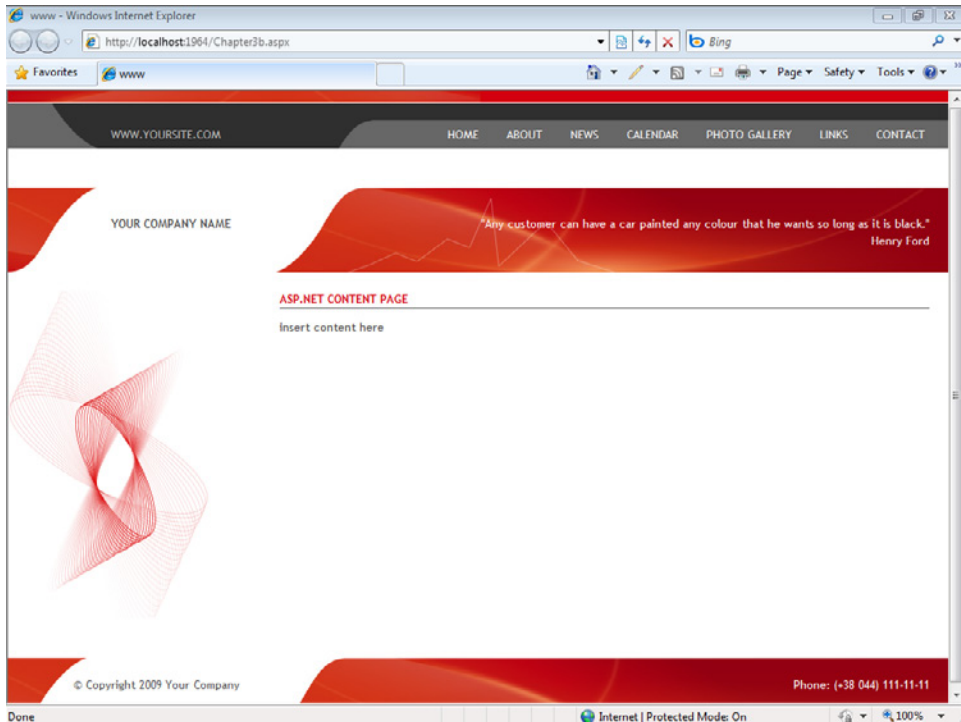 www - Windows Internet Explorer
http://localhost:1964/Chapter3b.aspx
Bing
Favorites
www
Page
Safety
Tools
WWW.YOURSITE.COM
HOME
ABOUT
NEWS
CALENDAR
PHOTO GALLERY
LINKS
CONTACT
YOUR COMPANY NAME
"Any customer can have a car painted any colour that he wants so long as it is black."
Henry Ford
ASP.NET CONTENT PAGE
Insert content here
© Copyright 2009 Your Company
Phone: (+38 044) 111-11-11
Done
Internet | Protected Mode: On
100%